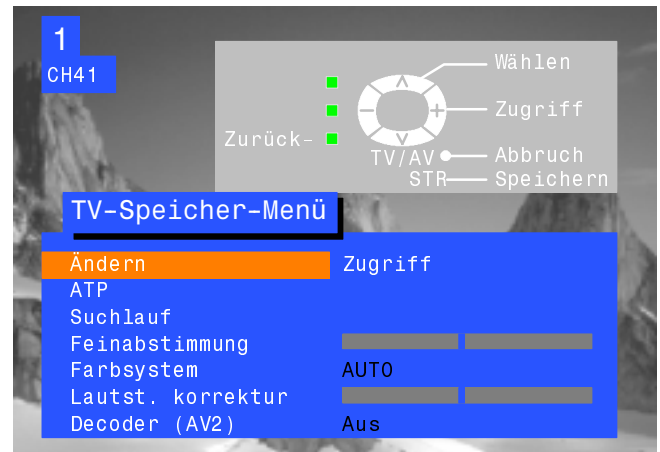 1
CH41
Wählen
Zugriff
Zurück-
TV/AV Abbruch
STR Speichern
TV-Speicher-Menü
Ändern Zugriff
ATP
Suchlauf
Feinabstimmung
Farbsystem AUTO
Lautst. korrektur
Decoder (AV2) Aus